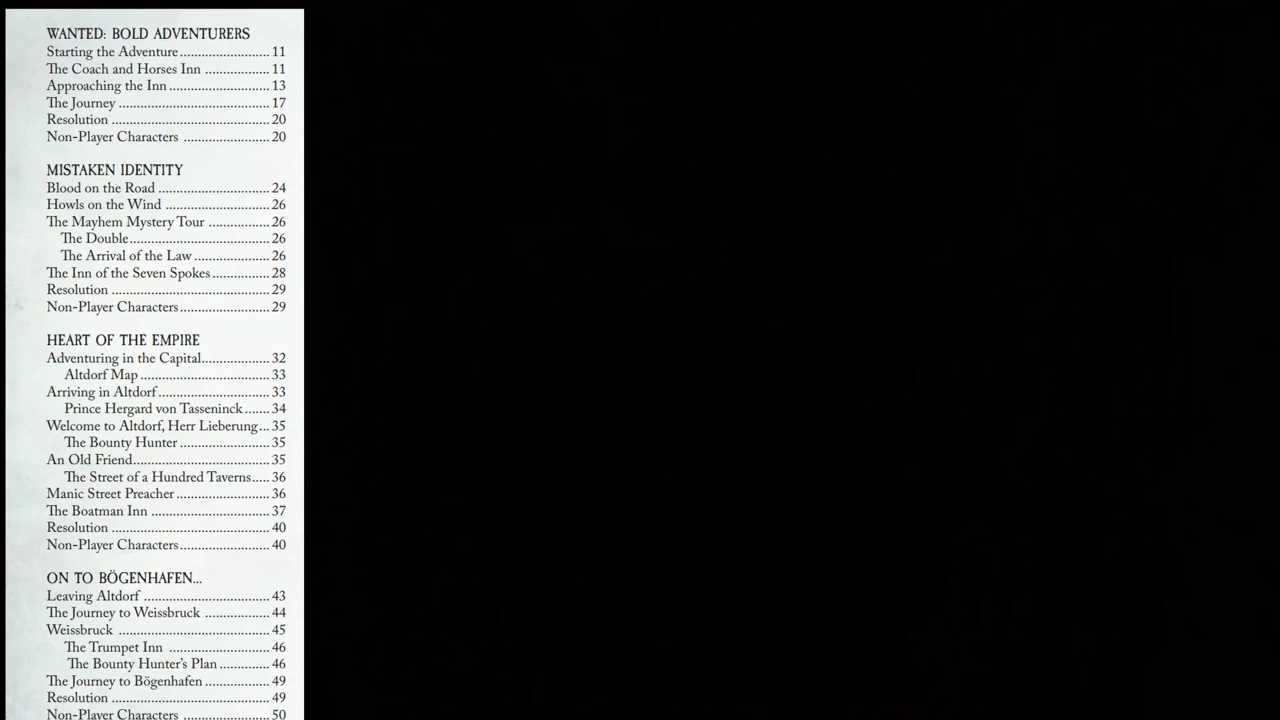 WANTED: BOLD ADVENTURERS
Starting the Adventure......................... 11
The Coach and Horses Inn .................. 11
Approaching the Inn............................ 13
The Journey .......................................... 17
Resolution ............................................ 20
Non-Player Characters ........................ 20
MISTAKEN IDENTITY
Blood on the Road ............................... 24
Howls on the Wind ............................. 26
The Mayhem Mystery Tour ................. 26
The Double....................................... 26
The Arrival of the Law ..................... 26
The Inn of the Seven Spokes................ 28
Resolution ............................................ 29
Non-Player Characters......................... 29
HEART OF THE EMPIRE
Adventuring in the Capital................... 32
Altdorf Map .................................... 33
Arriving in Altdorf............................... 33
Prince Hergard von Tasseninck....... 34
Welcome to Altdorf, Herr Lieberung... 35
The Bounty Hunter ......................... 35
An Old Friend...................................... 35
The Street of a Hundred Taverns..... 36
Manic Street Preacher.......................... 36
The Boatman Inn ................................. 37
Resolution ............................................ 40
Non-Player Characters......................... 40
ON TO BÖGENHAFEN...
Leaving Altdorf ................................... 43
The Journey to Weissbruck .................. 44
Weissbruck .......................................... 45
The Trumpet Inn ............................ 46
The Bounty Hunter's Plan.............. 46
The Journey to Bögenhafen .................. 49
Resolution ............................................ 49
Non-Player Characters ........................ 50